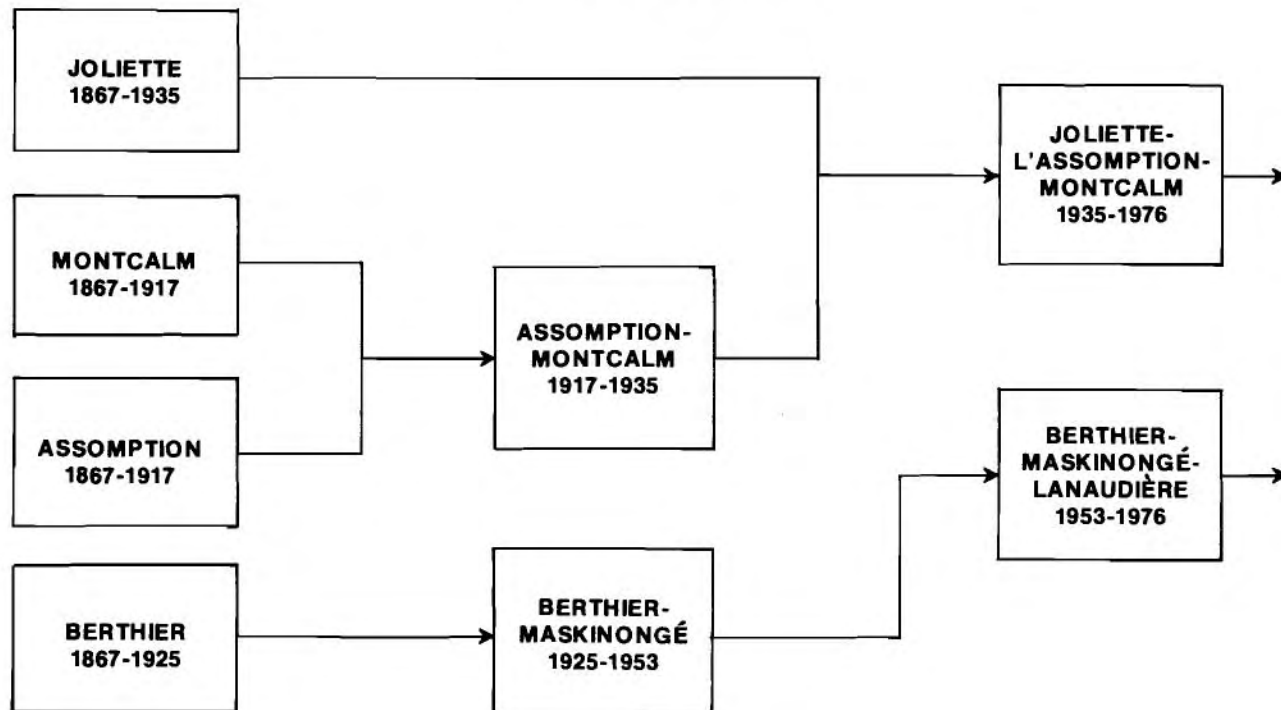 JOLIETTE
1867-1935
MONTCALM
1867-1917
ASSOMPTION
1867-1917
BERTHIER
1867-1925
ASSOMPTION-
MONTCALM
1917-1935
BERTHIER-
MASKINONGÉ
1925-1953
JOLIETTE-
L'ASSOMPTION-
MONTCALM
1935-1976
BERTHIER-
MASKINONGÉ-
LANAUDIÈRE
1953-1976